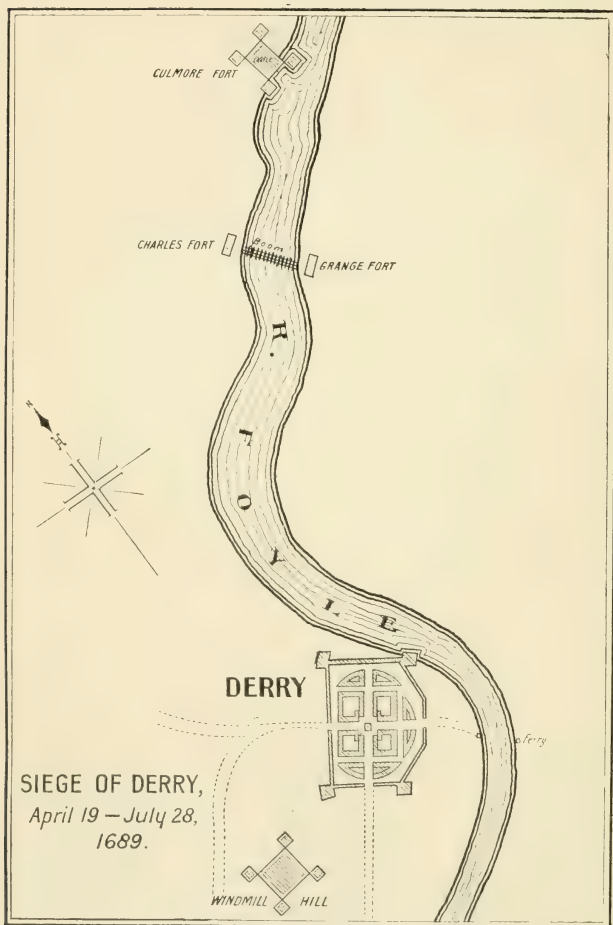 CASTLE
CULMORE FORT
Boom
CHARLES FORT
GRANGE FORT
R. FOYLE
N
DERRY
Ferry
SIEGE OF DERRY,
April 19 – July 28,
1689.
WINDMILL HILL